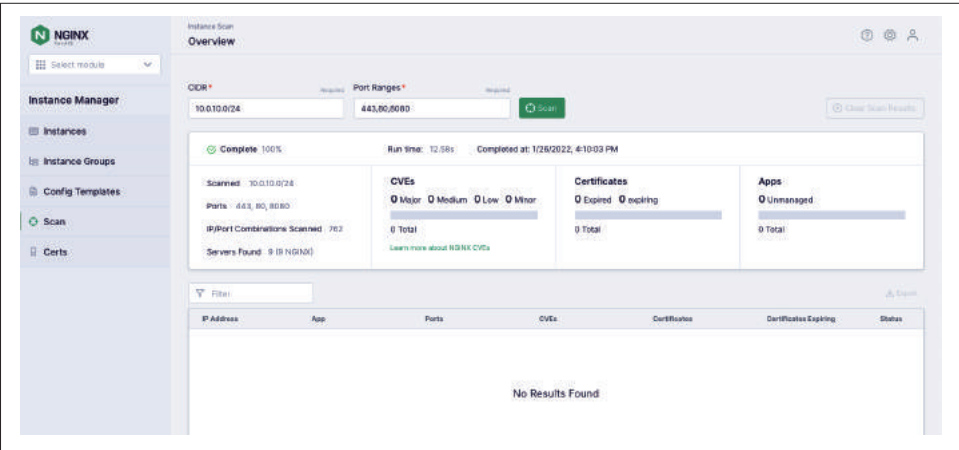 NGINX
Instance Scan
Overview
Select module
Instance Manager
Instances
Instance Groups
Config Templates
Scan
Certs
CIDR*
Required
Port Ranges*
Required
10.0.10.0/24
443,80,8080
Scan
Clear Scan Results
Complete 100%
Run time: 12.58s
Completed at: 1/26/2022, 4:10:03 PM
Scanned 10.0.10.0/24
Ports 443, 80, 8080
IP/Port Combinations Scanned 762
Servers Found
CVEs
0 Major 0 Medium 0 Low 0 Minor
0 Total
Learn more about NGINX CVEs
Certificates
0 Expired 0 expiring
0 Total
Apps
0 Unmanaged
0 Total
Filter
Export
IP Address App Ports CVEs Certificates Certificates Expiring Status
No Results Found